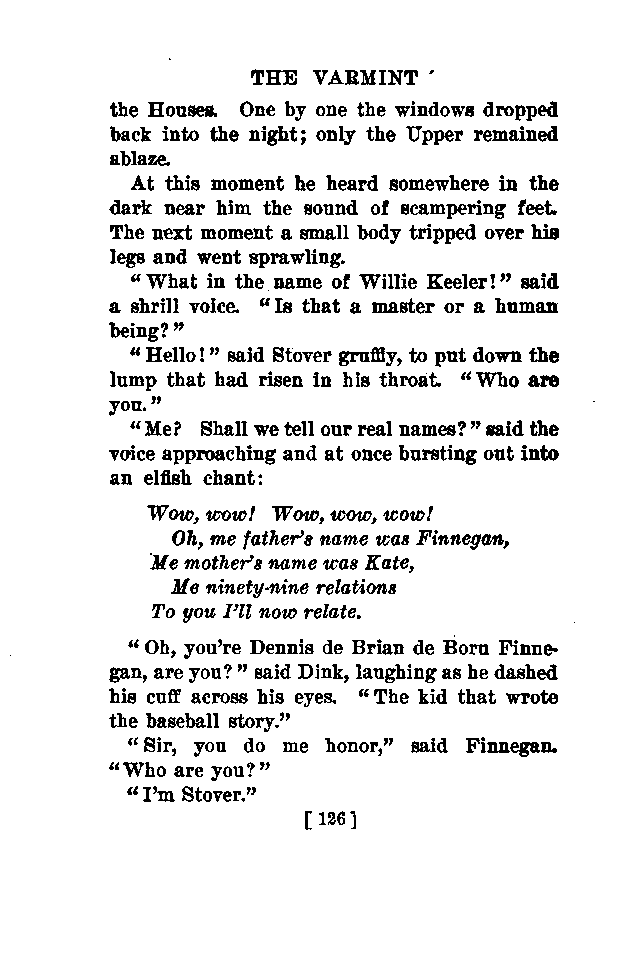 THE VARMINT
the Houses. One by one the windows dropped
back into the night; only the Upper remained
ablaze.
At this moment he heard somewhere in the
dark near him the sound of scampering feet.
The next moment a small body tripped over his
legs and went sprawling.
“What in the name of Willie Keeler!” said
a shrill voice. “Is that a master or a human
being?”
“Hello!” said Stover gruffly, to put down the
lump that had risen in his throat. “Who are
you.”
“Me? Shall we tell our real names?” said the
voice approaching and at once bursting out into
an elfish chant:
Wow, wow! Wow, wow, wow!
Oh, me father's name was Finnegan,
Me mother's name was Kate,
Me ninety-nine relations
To you I'll now relate.
“Oh, you're Dennis de Brian de Boru Finne-
gan, are you?” said Dink, laughing as he dashed
his cuff across his eyes. “The kid that wrote
the baseball story.”
“Sir, you do me honor,” said Finnegan.
“Who are you?”
“I'm Stover.”
[ 126 ]